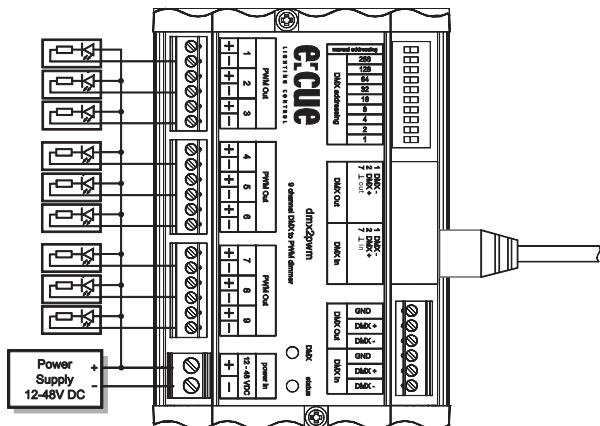 e:cue
LIGHTING CONTROL
dmx2pwm
9 channel DMX to PWM dimmer
DMX
status
+
−
1
+
−
2
+
−
3
PWM Out
+
−
4
+
−
5
+
−
6
PWM Out
+
−
7
+
−
8
+
−
9
PWM Out
+
−
12 - 48 VDC
power in
manual addressing
DMX addressing
256
128
64
32
16
8
4
2
1
DMX Out
1 DMX -
2 DMX +
7 ⊥ out
DMX In
1 DMX -
2 DMX +
7 ⊥ in
DMX Out
GND
DMX +
DMX -
DMX In
GND
DMX +
DMX -
Power
Supply
12-48V DC
+
−